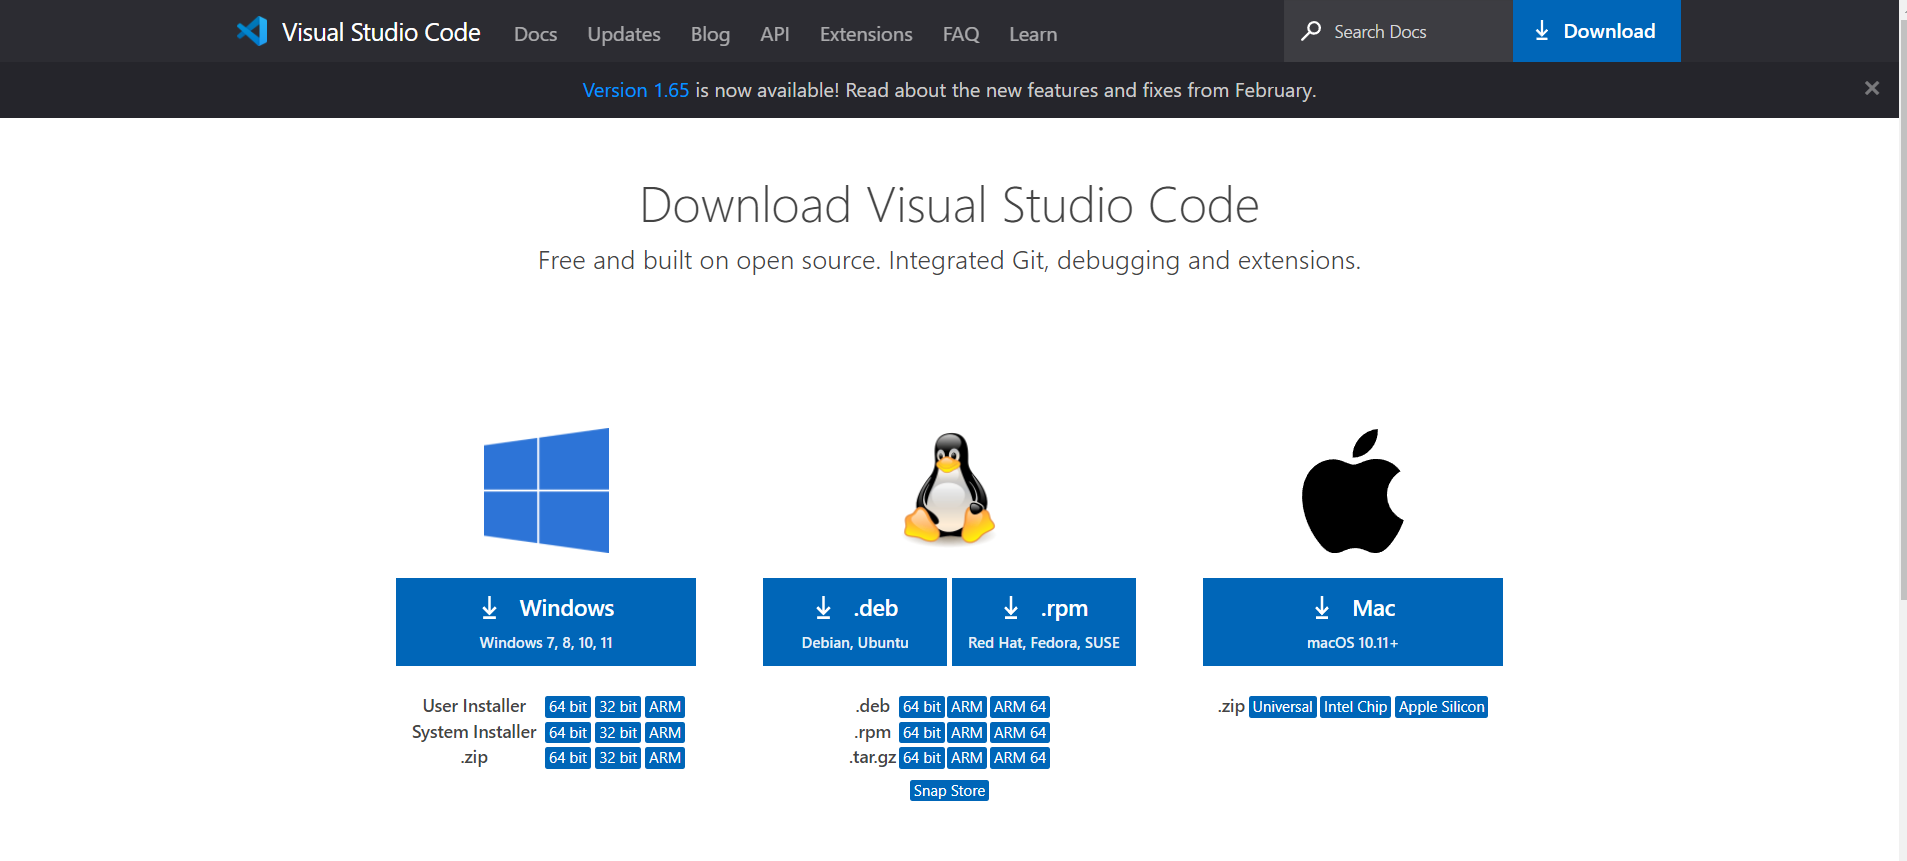 Visual Studio Code Docs Updates Blog API Extensions FAQ Learn Search Docs Download
Version 1.65 is now available! Read about the new features and fixes from February.
Download Visual Studio Code
Free and built on open source. Integrated Git, debugging and extensions.
Windows
Windows 7, 8, 10, 11
User Installer 64 bit 32 bit ARM
System Installer 64 bit 32 bit ARM
.zip 64 bit 32 bit ARM
.deb
Debian, Ubuntu
.rpm
Red Hat, Fedora, SUSE
.deb 64 bit ARM ARM 64
.rpm 64 bit ARM ARM 64
.tar.gz 64 bit ARM ARM 64
Snap Store
Mac
macOS 10.11+
.zip Universal Intel Chip Apple Silicon